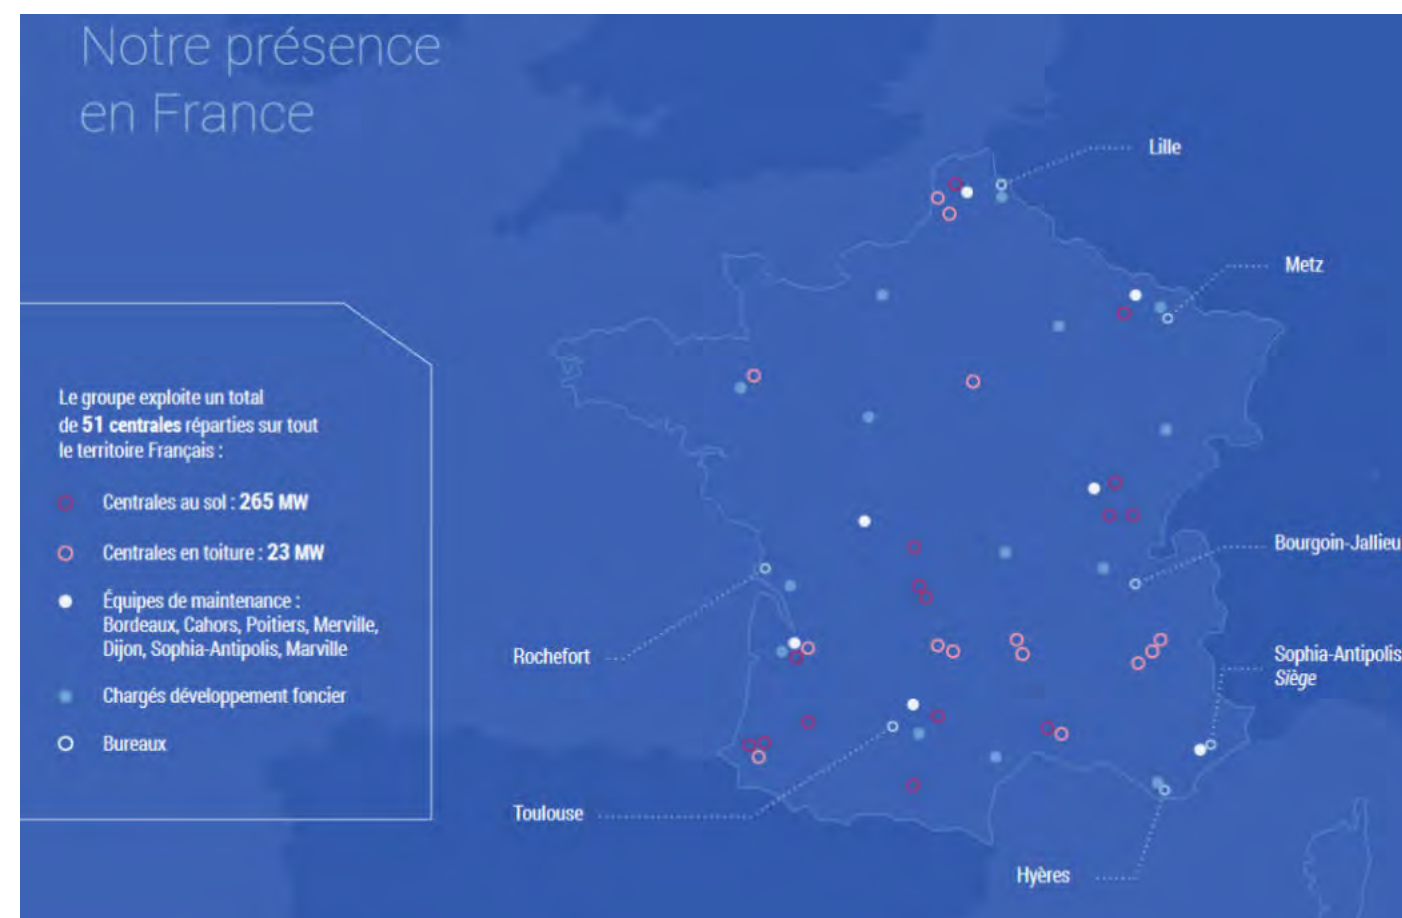 Notre présence
en France
Le groupe exploite un total
de 51 centrales réparties sur tout
le territoire Français :
Centrales au sol : 265 MW
Centrales en toiture : 23 MW
Équipes de maintenance :
Bordeaux, Cahors, Poitiers, Merville,
Dijon, Sophia-Antipolis, Marville
Chargés développement foncier
Bureaux
Lille
Metz
Bourgoin-Jallieu
Rochefort
Sophia-Antipolis
Siège
Toulouse
Hyères